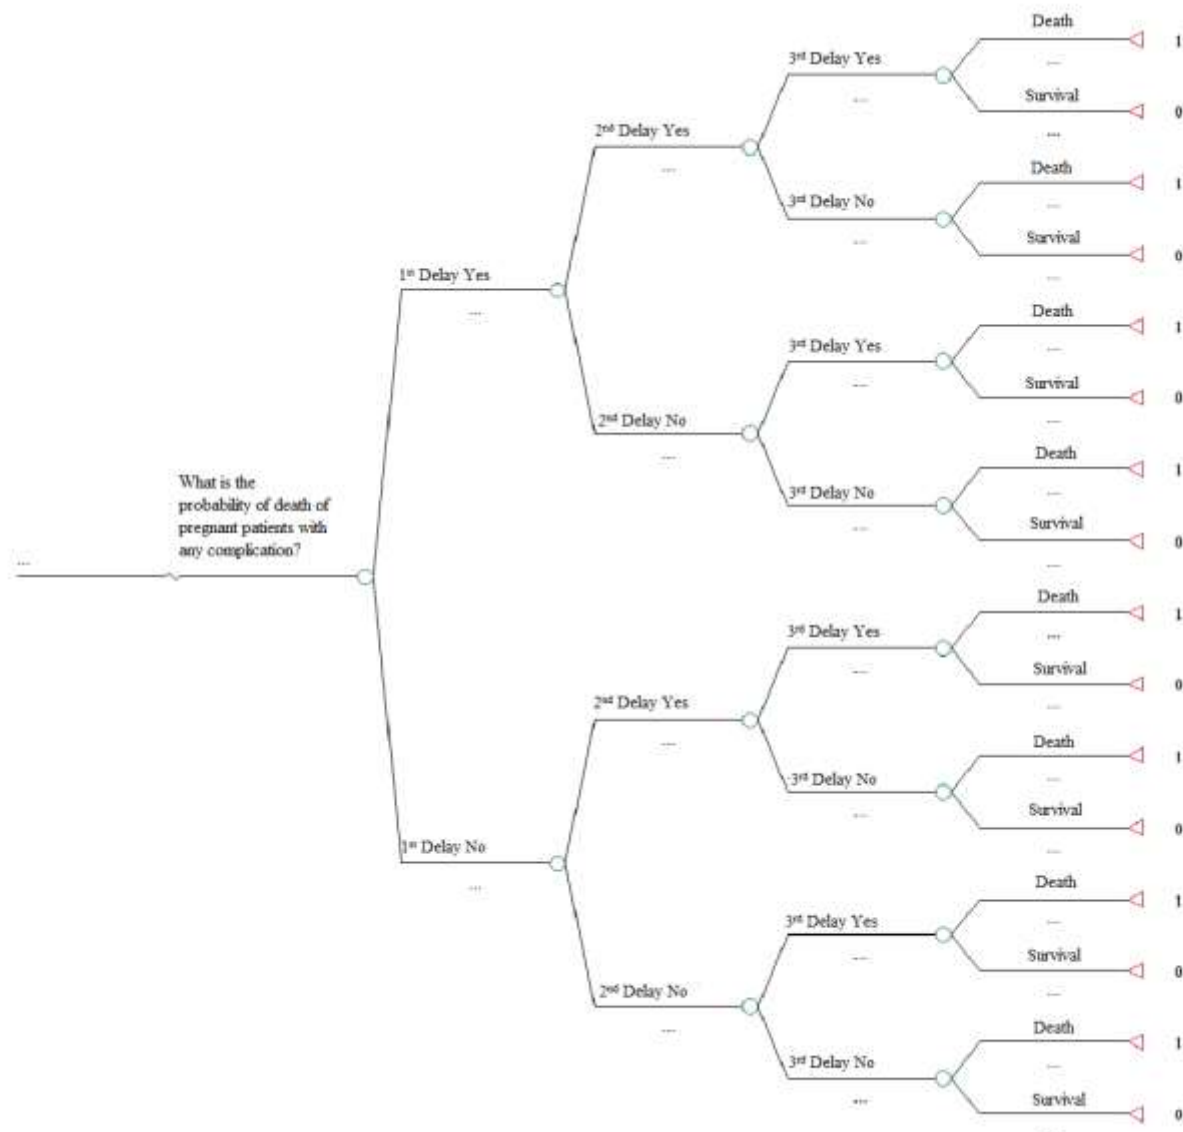 Death
1
3rd Delay Yes
...
...
Survival
0
...
2nd Delay Yes
...
Death
1
3rd Delay No
...
...
Survival
0
...
1st Delay Yes
...
Death
1
3rd Delay Yes
...
...
Survival
0
...
2nd Delay No
...
Death
1
3rd Delay No
...
...
Survival
0
...
What is the
probability of death of
pregnant patients with
any complication?
...
Death
1
3rd Delay Yes
...
...
Survival
0
...
2nd Delay Yes
...
Death
1
3rd Delay No
...
...
Survival
0
...
1st Delay No
...
Death
1
3rd Delay Yes
...
...
Survival
0
...
2nd Delay No
...
Death
1
3rd Delay No
...
...
Survival
0
...